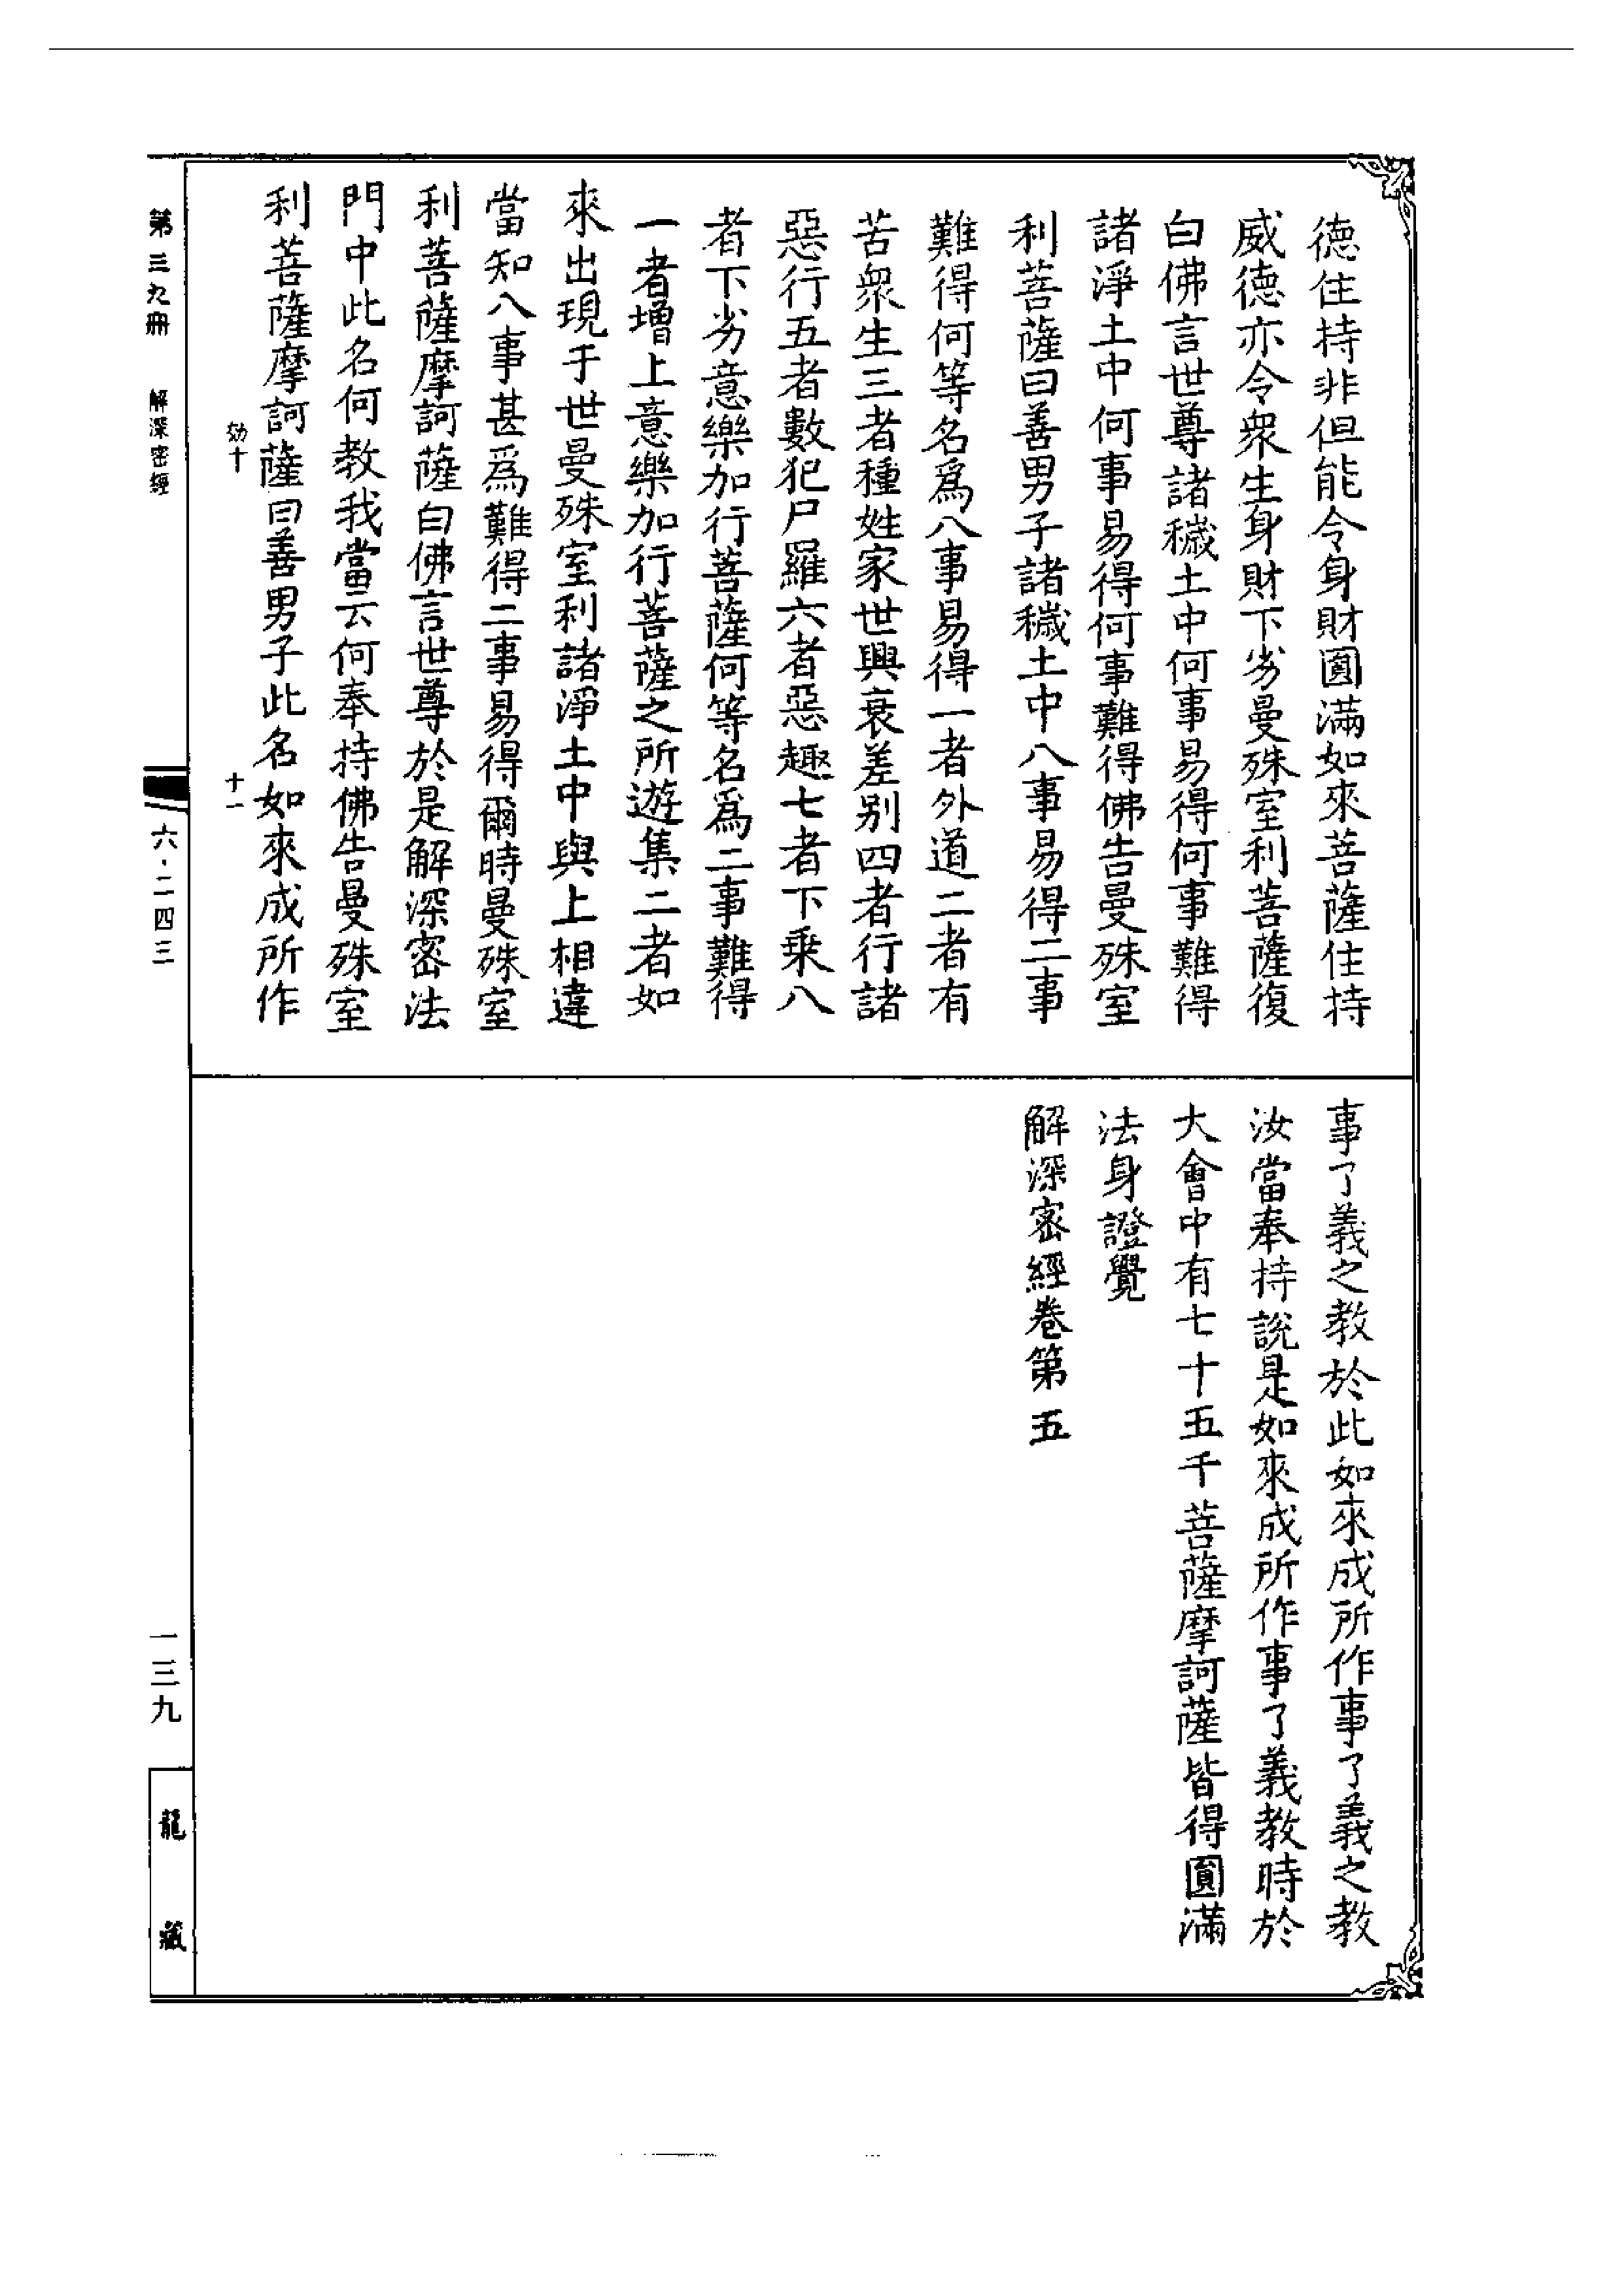 德住持非但能令身財圓滿如來菩薩住持
威德亦令衆生身財下劣曼殊室利菩薩復
白佛言世尊諸穢土中何事易得何事難得
諸淨土中何事易得何事難得佛告曼殊室
利菩薩曰善男子諸穢土中八事易得二事
難得何等名爲八事易得一者外道二者有
苦衆生三者種姓家世興衰差别四者行諸
惡行五者數犯尸羅六者惡趣七者下乗八
者下劣意樂加行菩薩何等名爲二事難得
一者增上意樂加行菩薩之所遊集二者如
來出現于世曼殊室利諸淨土中與上相違
當知八事甚爲難得二事易得爾時曼殊室
利菩薩摩訶薩白佛言世尊於是解深密法
門中此名何教我當云何奉持佛告曼殊室
利菩薩摩訶薩曰善男子此名如來成所作
効十
十一
事了義之教於此如來成所作事了義之教
汝當奉持說是如來成所作事了義教時於
大會中有七十五千菩薩摩訶薩皆得圓滿
法身證覺
解深密經卷第五
第三九冊
解深密經
六·二四三
一三九
龍藏